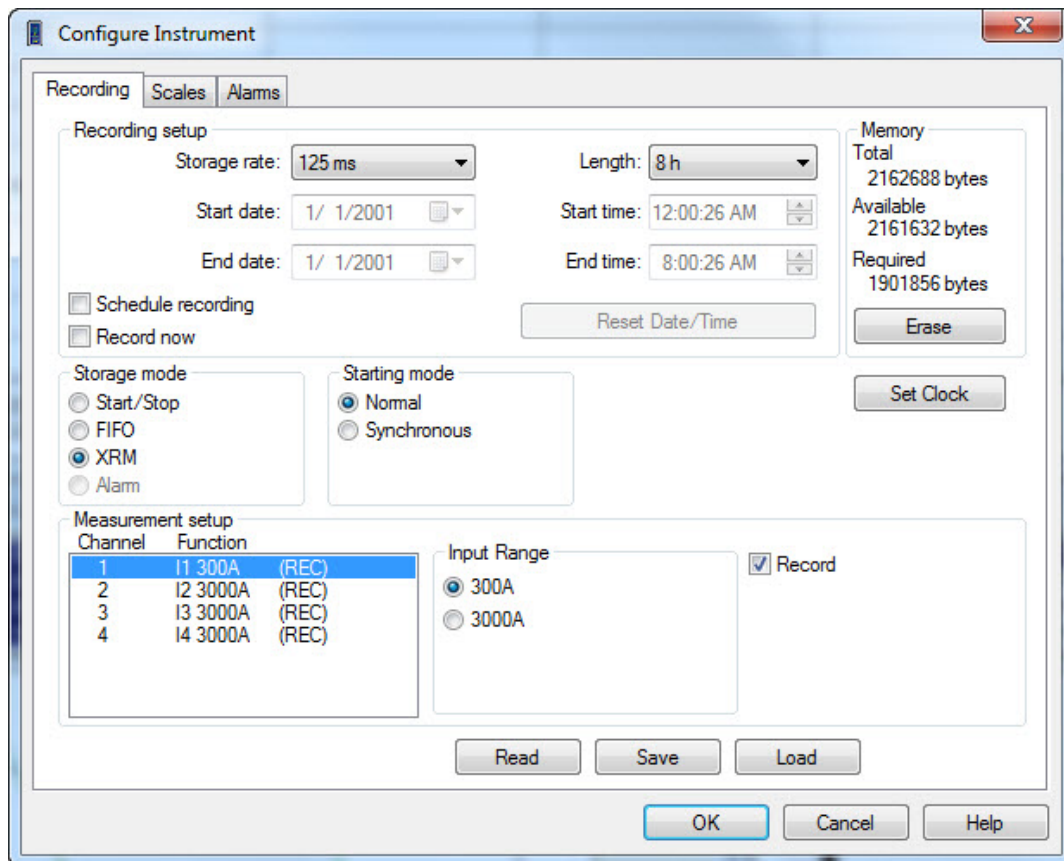 Configure Instrument
Recording Scales Alarms
Recording setup
Storage rate: 125 ms Length: 8 h
Start date: 1/ 1/2001 Start time: 12:00:26 AM
End date: 1/ 1/2001 End time: 8:00:26 AM
Schedule recording
Record now
Reset Date/Time
Memory
Total
2162688 bytes
Available
2161632 bytes
Required
1901856 bytes
Erase
Set Clock
Storage mode
Start/Stop
FIFO
XRM
Alarm
Starting mode
Normal
Synchronous
Measurement setup
Channel Function
1 I1 300A (REC)
2 I2 3000A (REC)
3 I3 3000A (REC)
4 I4 3000A (REC)
Input Range
300A
3000A
Record
Read Save Load
OK Cancel Help